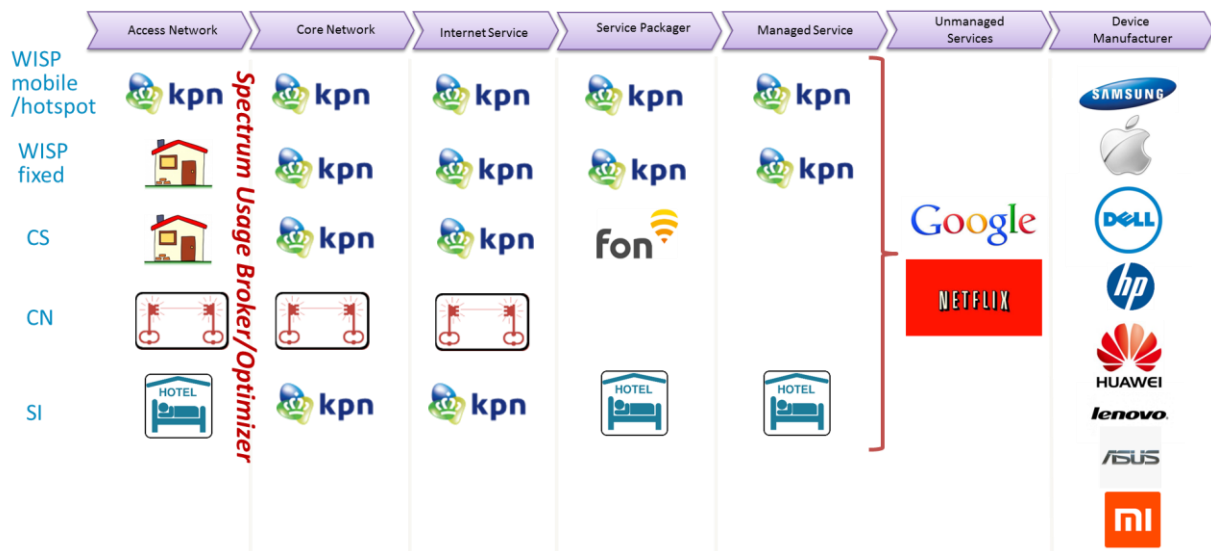 Access Network
Core Network
Internet Service
Service Packager
Managed Service
Unmanaged
Services
Device
Manufacturer
WISP
mobile
/hotspot
kpn
kpn
kpn
kpn
kpn
SAMSUNG
WISP
fixed
kpn
kpn
kpn
kpn
Spectrum Usage Broker/Optimizer
CS
kpn
kpn
fon
Google
DELL
CN
NETFLIX
hp
HUAWEI
SI
HOTEL
kpn
kpn
HOTEL
HOTEL
lenovo.
ASUS
MI